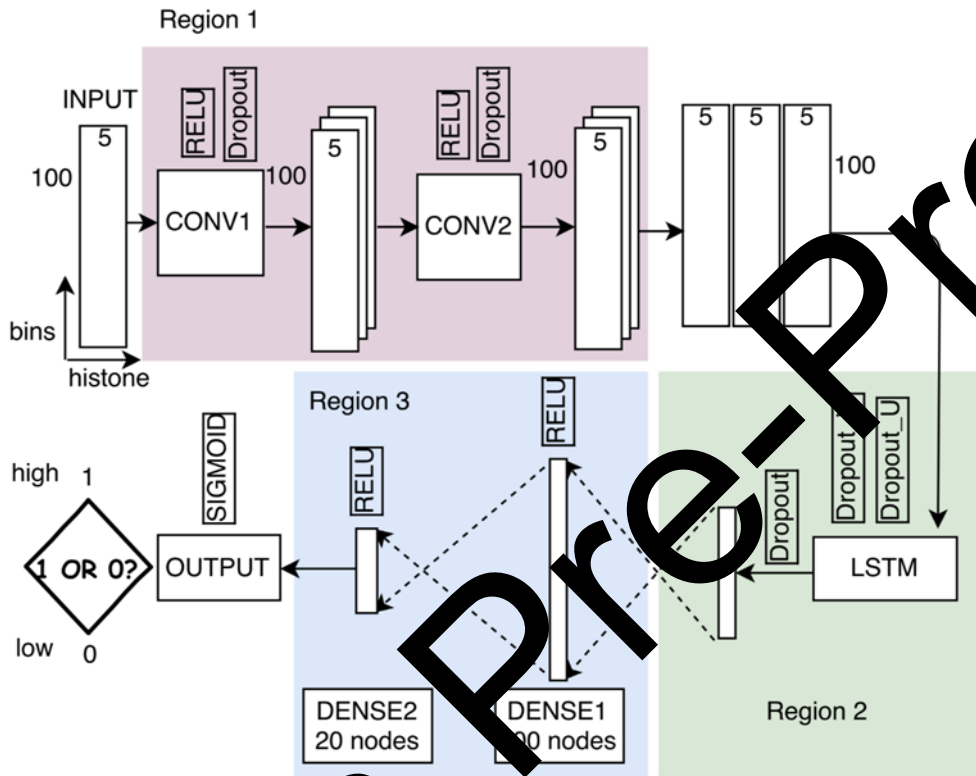 Region 1
INPUT
RELU
Dropout
RELU
Dropout
5
100
CONV1
100
5
CONV2
100
5
5 5 5
100
bins
histone
Region 3
RELU
SIGMOID
RELU
high 1
1 OR 0?
low 0
OUTPUT
Dropout
Dropout_U
Dropout
LSTM
DENSE2
20 nodes
DENSE1
nodes
Region 2
Pre-Pr